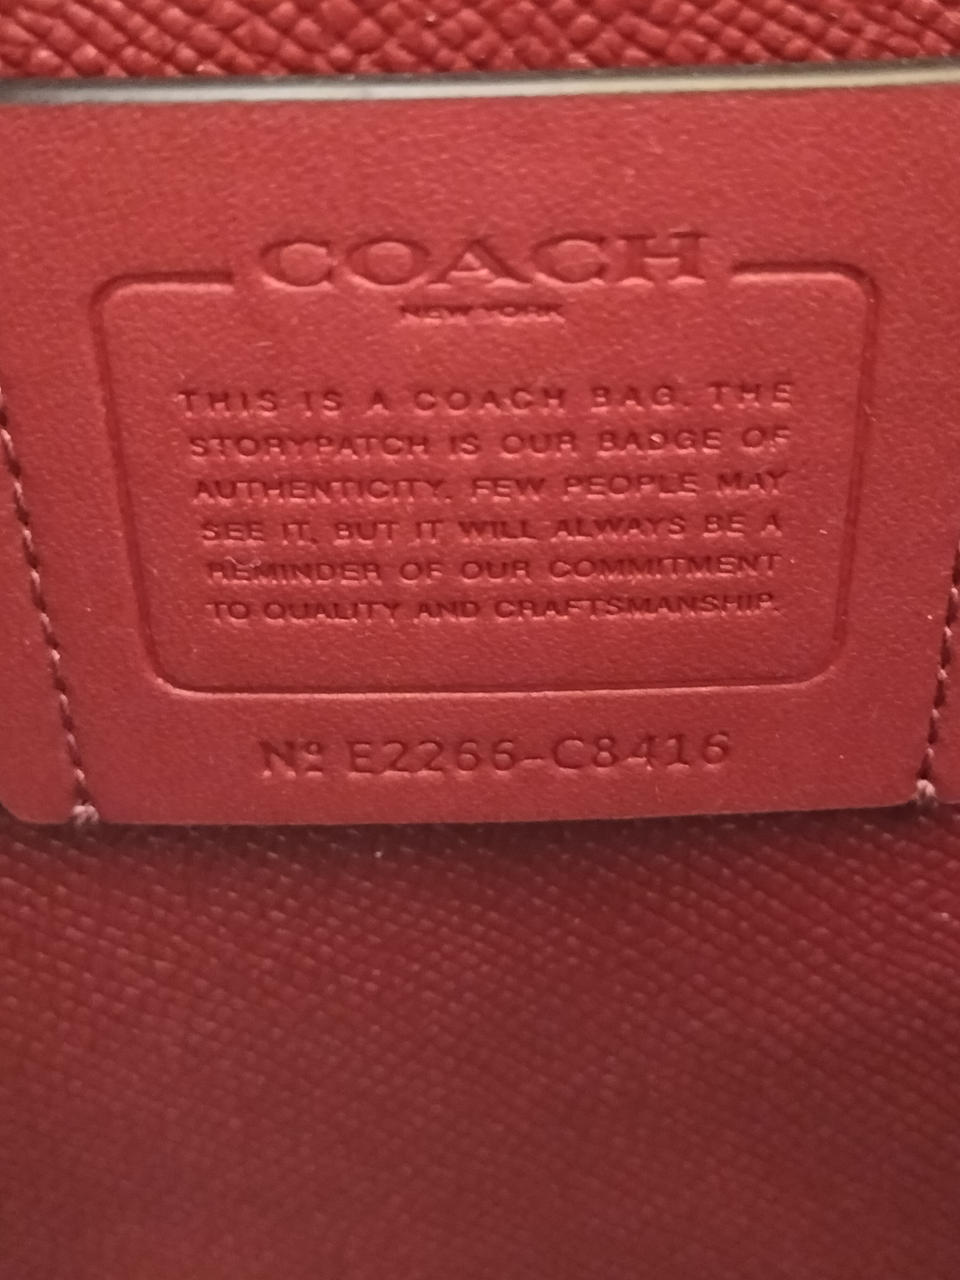 COACH
NEW YORK
THIS IS A COACH BAG. THE
STORYPATCH IS OUR BADGE OF
AUTHENTICITY. FEW PEOPLE MAY
SEE IT, BUT IT WILL ALWAYS BE A
REMINDER OF OUR COMMITMENT
TO QUALITY AND CRAFTSMANSHIP.
Nº E2266-C8416